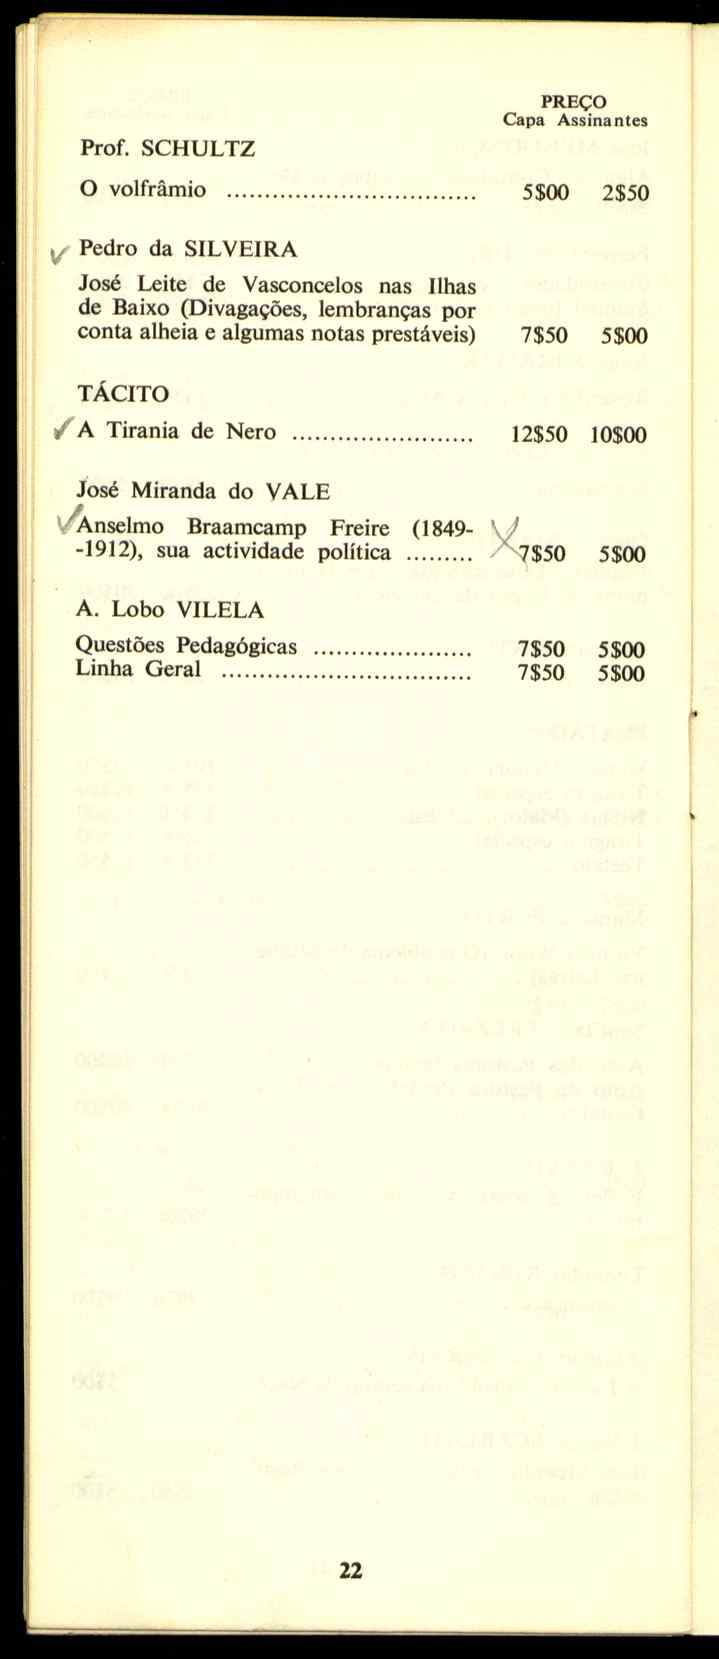 PREÇO
Capa Assinantes
Prof. SCHULTZ
O volfrâmio ................................ 5$00 2$50
Pedro da SILVEIRA
José Leite de Vasconcelos nas Ilhas
de Baixo (Divagações, lembranças por
conta alheia e algumas notas prestáveis) 7$50 5$00
TÁCITO
A Tirania de Nero ....................... 12$50 10$00
José Miranda do VALE
Anselmo Braamcamp Freire (1849-
-1912), sua actividade política ......... 7$50 5$00
A. Lobo VILELA
Questões Pedagógicas .................... 7$50 5$00
Linha Geral ................................ 7$50 5$00
22